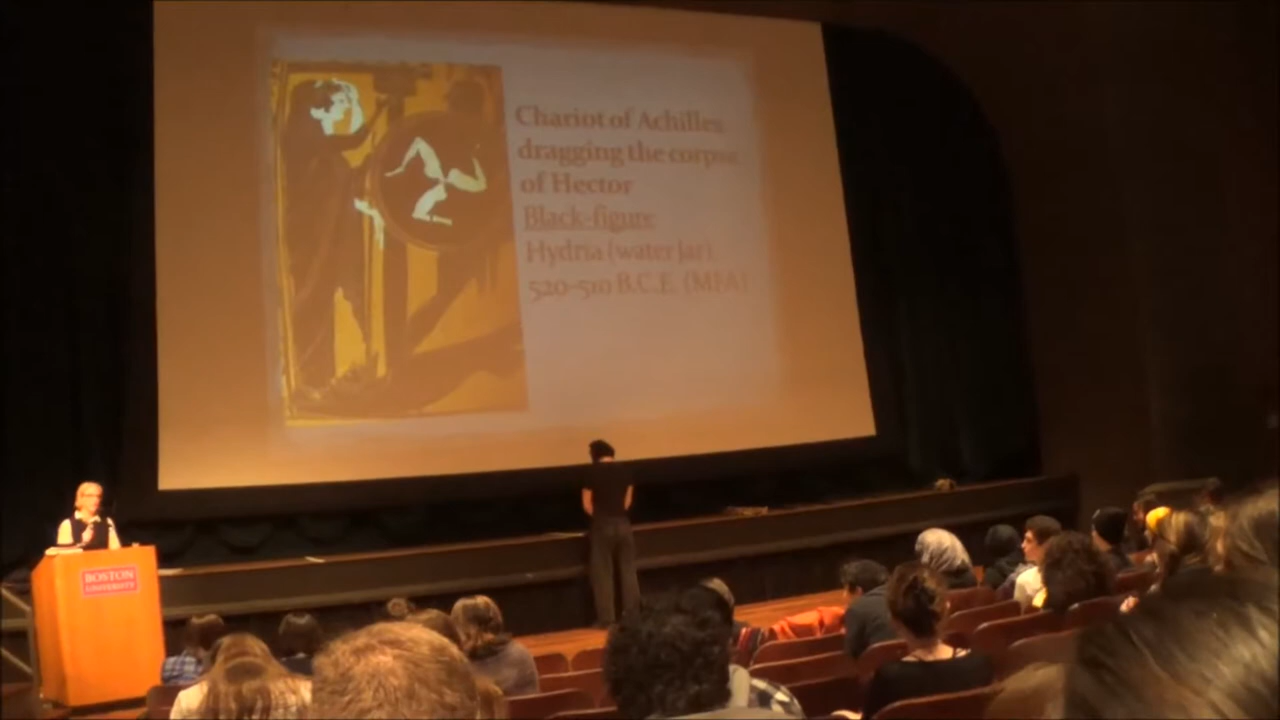 Chariot of Achilles
dragging the corpse
of Hector
Black-figure
Hydria (water jar)
520-510 B.C.E. (MFA)
BOSTON
UNIVERSITY